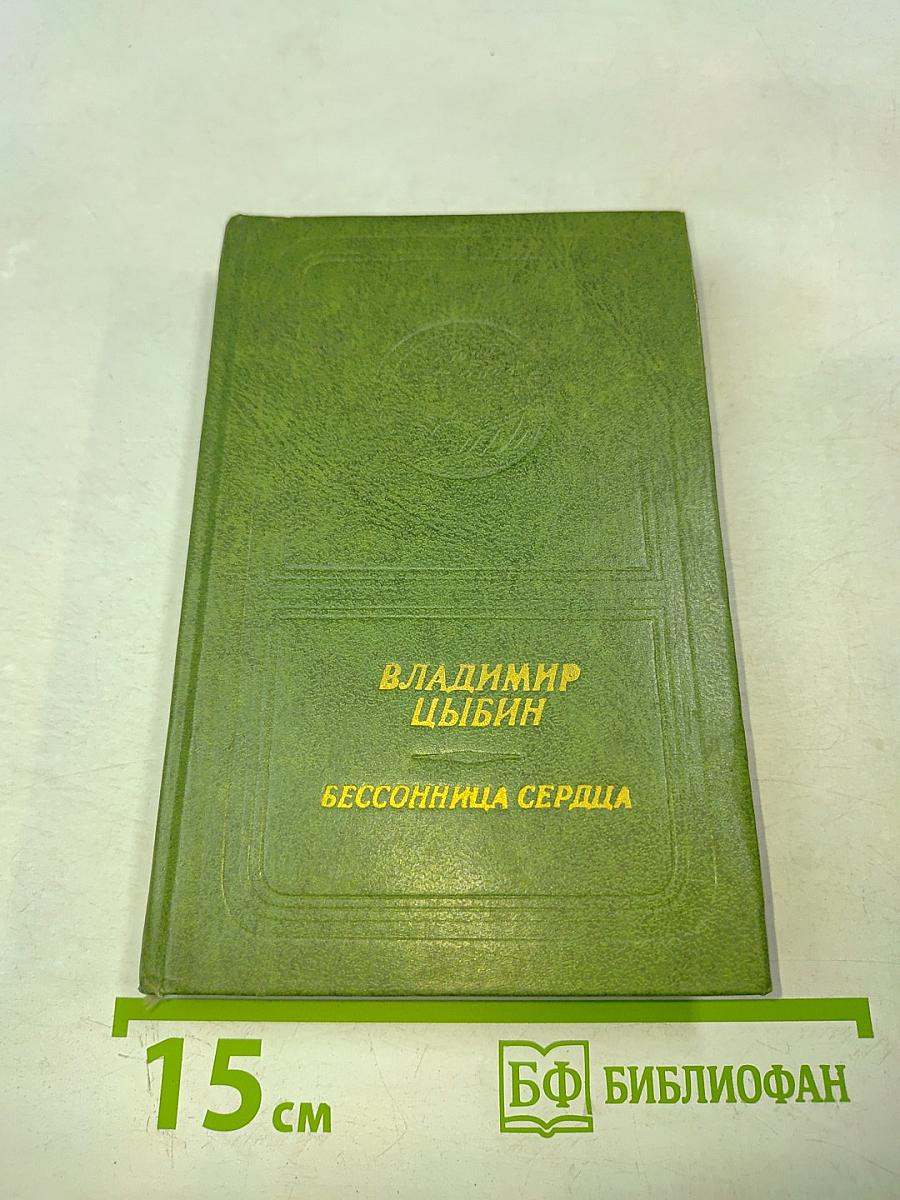 ВЛАДИМИР
ЦЫБИН
БЕССОННИЦА СЕРДЦА
15 см
БФ БИБЛИОФАН